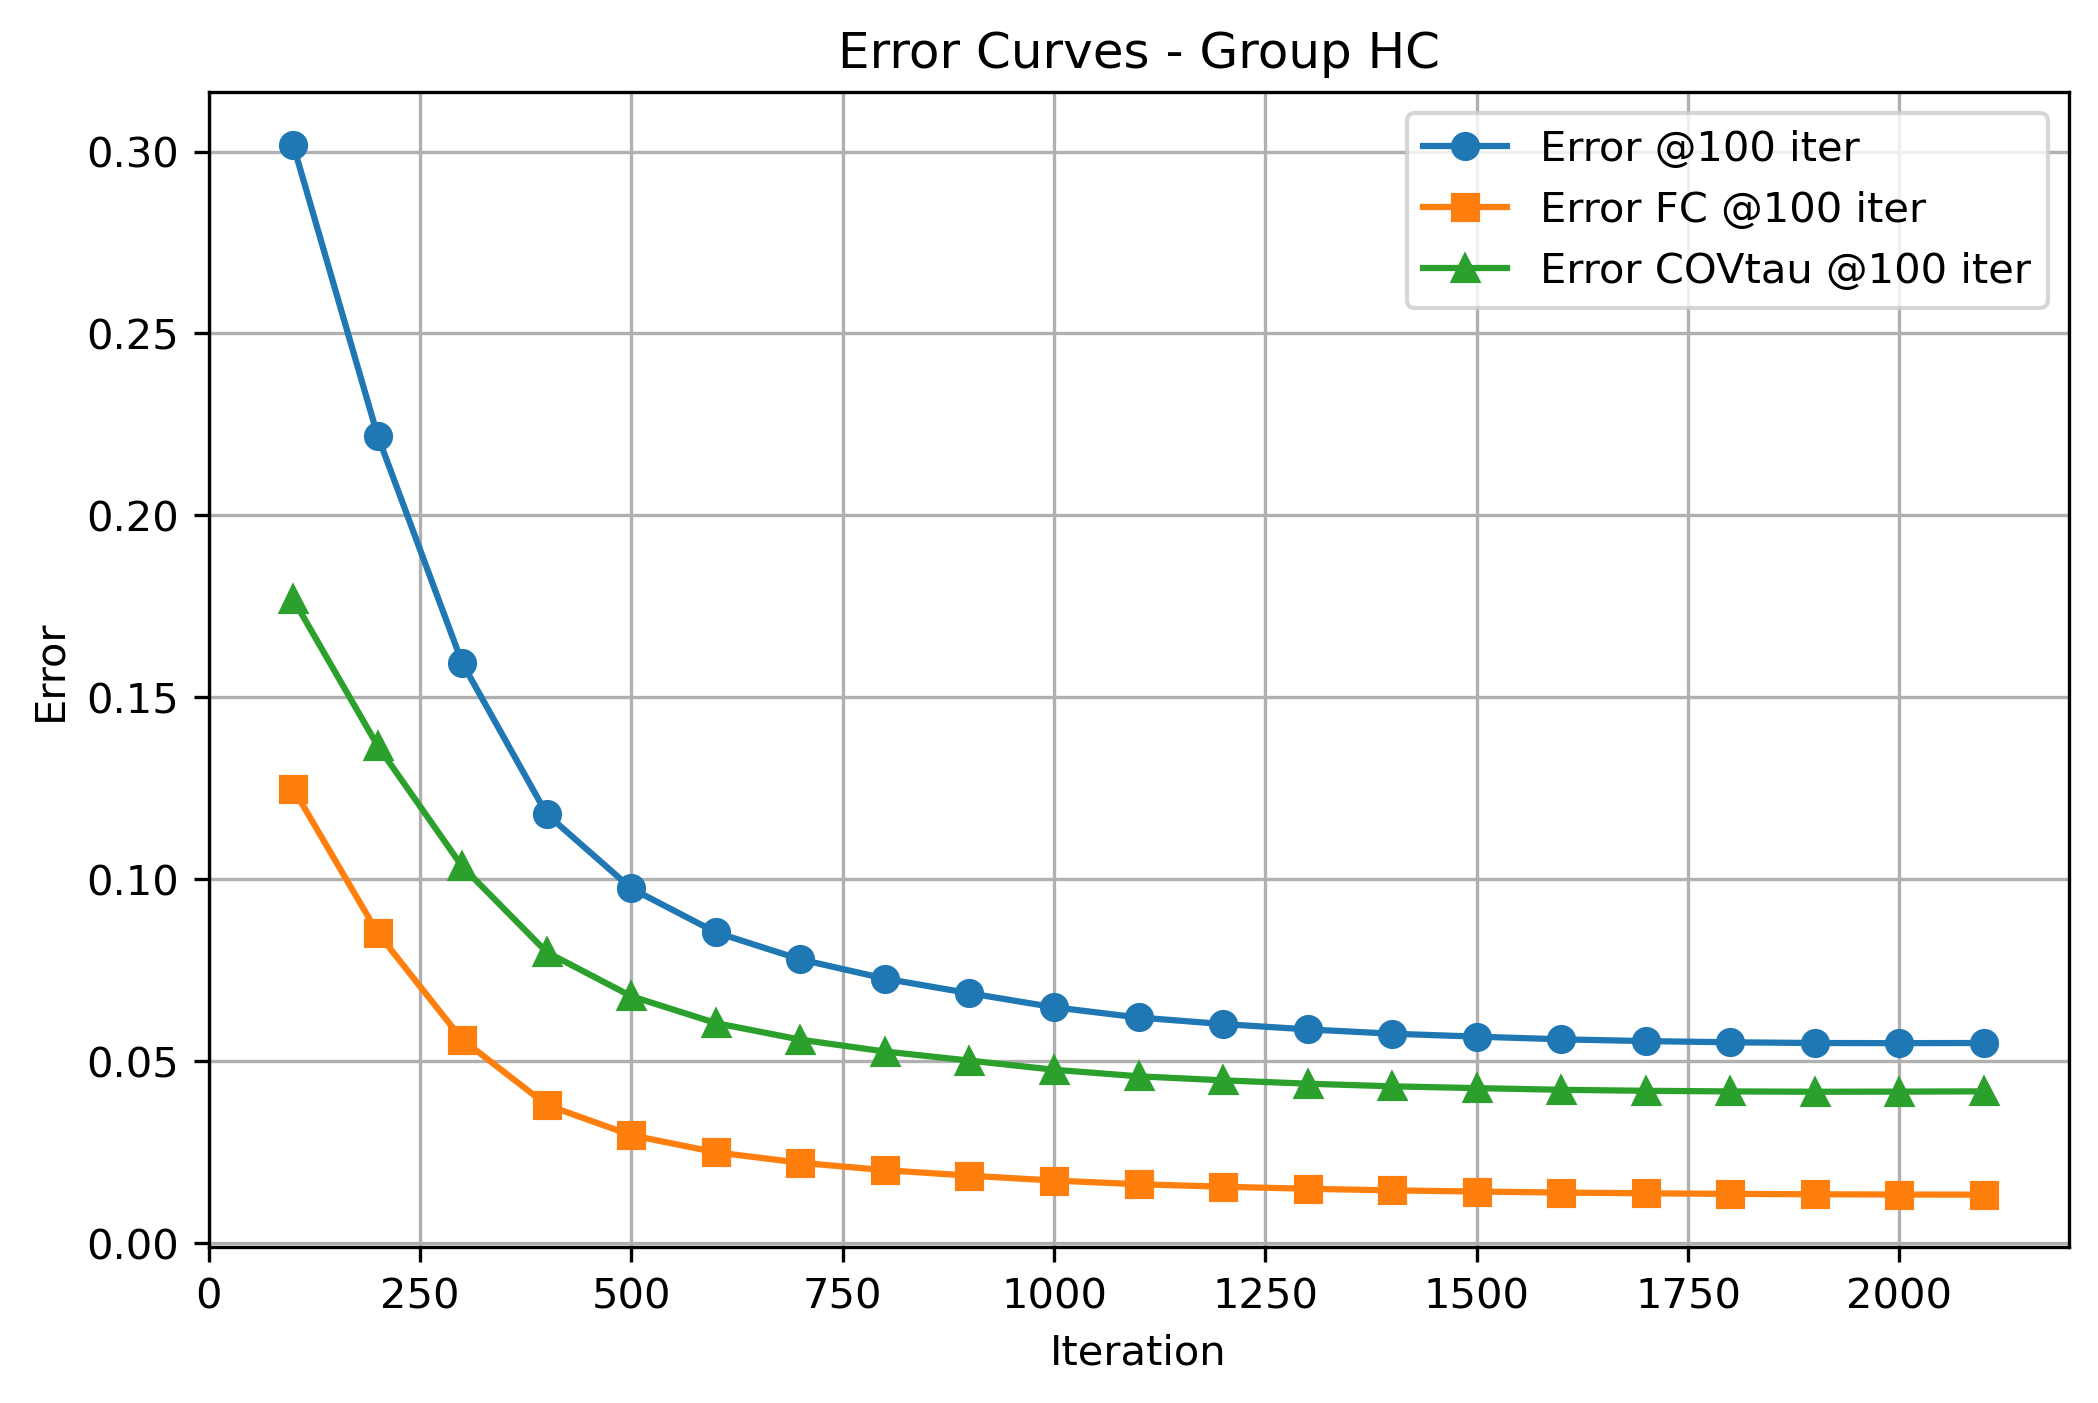 Error Curves - Group HC
Error @100 iter
Error FC @100 iter
Error COVtau @100 iter
Error
0.30
0.25
0.20
0.15
0.10
0.05
0.00
0 250 500 750 1000 1250 1500 1750 2000
Iteration